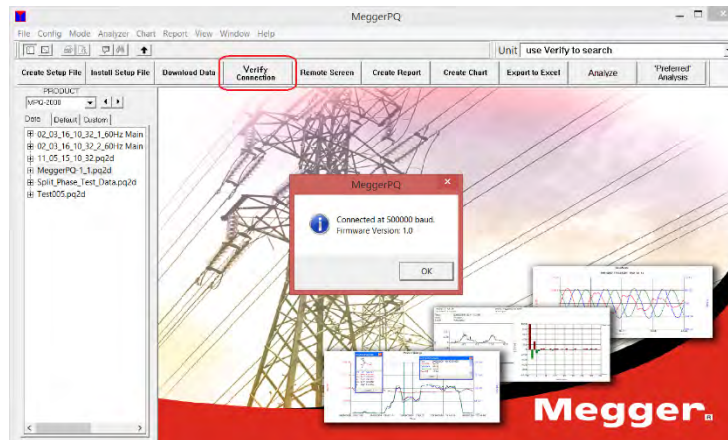 MeggerPQ
File Config Mode Analyzer Chart Report View Window Help
Unit use Verify to search
Create Setup File Install Setup File Download Data Verify Connection Remote Screen Create Report Create Chart Export to Excel Analyze 'Preferred' Analysis
PRODUCT
MPQ-2000
Data Default Custom
02_03_16_10_32_1_60Hz Main
02_03_16_10_32_2_60Hz Main
11_05_15_10_32.pq2d
MeggerPQ-1_1.pq2d
Split_Phase_Test_Data.pq2d
Test005.pq2d
MeggerPQ
Connected at 500000 baud.
Firmware Version: 1.0
OK
Megger